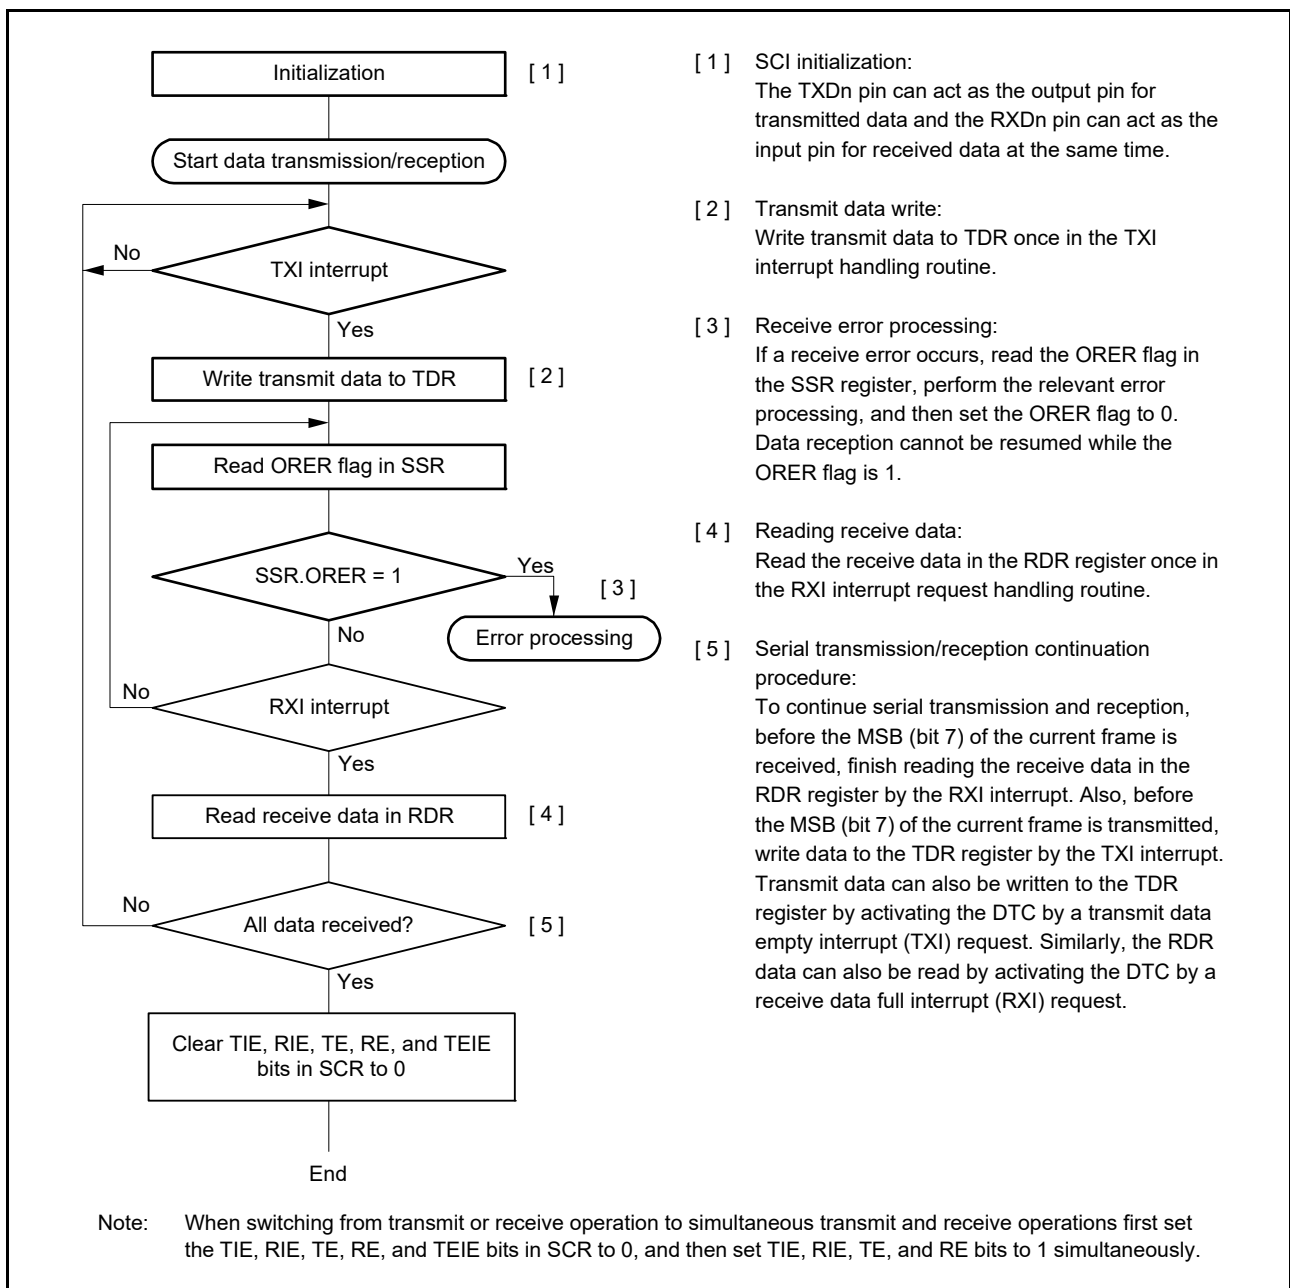 Initialization
[ 1 ]
Start data transmission/reception
No
TXI interrupt
Yes
Write transmit data to TDR
[ 2 ]
Read ORER flag in SSR
SSR.ORER = 1
Yes
[ 3 ]
Error processing
No
No
RXI interrupt
Yes
Read receive data in RDR
[ 4 ]
No
All data received?
[ 5 ]
Yes
Clear TIE, RIE, TE, RE, and TEIE
bits in SCR to 0
End
[ 1 ] SCI initialization:
The TXDn pin can act as the output pin for
transmitted data and the RXDn pin can act as the
input pin for received data at the same time.
[ 2 ] Transmit data write:
Write transmit data to TDR once in the TXI
interrupt handling routine.
[ 3 ] Receive error processing:
If a receive error occurs, read the ORER flag in
the SSR register, perform the relevant error
processing, and then set the ORER flag to 0.
Data reception cannot be resumed while the
ORER flag is 1.
[ 4 ] Reading receive data:
Read the receive data in the RDR register once in
the RXI interrupt request handling routine.
[ 5 ] Serial transmission/reception continuation
procedure:
To continue serial transmission and reception,
before the MSB (bit 7) of the current frame is
received, finish reading the receive data in the
RDR register by the RXI interrupt. Also, before
the MSB (bit 7) of the current frame is transmitted,
write data to the TDR register by the TXI interrupt.
Transmit data can also be written to the TDR
register by activating the DTC by a transmit data
empty interrupt (TXI) request. Similarly, the RDR
data can also be read by activating the DTC by a
receive data full interrupt (RXI) request.
Note: When switching from transmit or receive operation to simultaneous transmit and receive operations first set
the TIE, RIE, TE, RE, and TEIE bits in SCR to 0, and then set TIE, RIE, TE, and RE bits to 1 simultaneously.